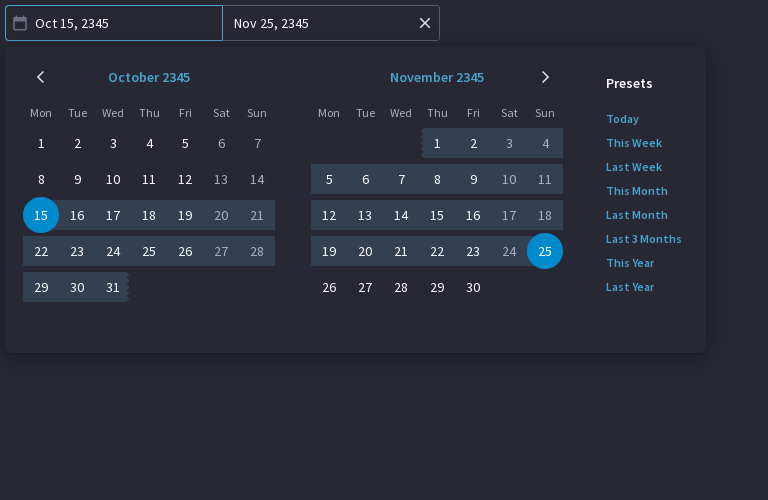 Oct 15, 2345 Nov 25, 2345
October 2345
Mon Tue Wed Thu Fri Sat Sun
1 2 3 4 5 6 7
8 9 10 11 12 13 14
15 16 17 18 19 20 21
22 23 24 25 26 27 28
29 30 31
November 2345
Mon Tue Wed Thu Fri Sat Sun
1 2 3 4
5 6 7 8 9 10 11
12 13 14 15 16 17 18
19 20 21 22 23 24 25
26 27 28 29 30
Presets
Today
This Week
Last Week
This Month
Last Month
Last 3 Months
This Year
Last Year